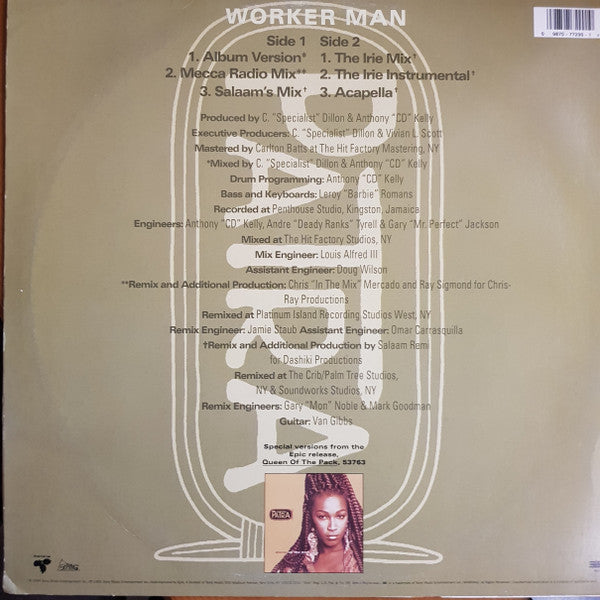 WORKER MAN
Side 1 Side 2
1. Album Version* 1. The Irie Mix†
2. Mecca Radio Mix** 2. The Irie Instrumental†
3. Salaam's Mix† 3. Acapella†
Produced by C. "Specialist" Dillon & Anthony "CD" Kelly
Executive Producers: C. "Specialist" Dillon & Vivian L. Scott
Mastered by Carlton Batts at The Hit Factory Mastering, NY
*Mixed by C. "Specialist" Dillon & Anthony "CD" Kelly
Drum Programming: Anthony "CD" Kelly
Bass and Keyboards: Leroy "Barbie" Romans
Recorded at Penthouse Studio, Kingston, Jamaica
Engineers: Anthony "CD" Kelly, Andre "Deady Ranks" Tyrell & Gary "Mr. Perfect" Jackson
Mixed at The Hit Factory Studios, NY
Mix Engineer: Louis Alfred III
Assistant Engineer: Doug Wilson
**Remix and Additional Production: Chris "In The Mix" Mercado and Ray Sigmond for Chris-
Ray Productions
Remixed at Platinum Island Recording Studios West, NY
Remix Engineer: Jamie Staub Assistant Engineer: Omar Carrasquilla
†Remix and Additional Production by Salaam Remi
for Dashiki Productions
Remixed at The Crib/Palm Tree Studios,
NY & Soundworks Studios, NY
Remix Engineers: Gary "Mon" Noble & Mark Goodman
Guitar: Van Gibbs
Special versions from the
Epic release,
Queen Of The Pack, 53763
PATRA